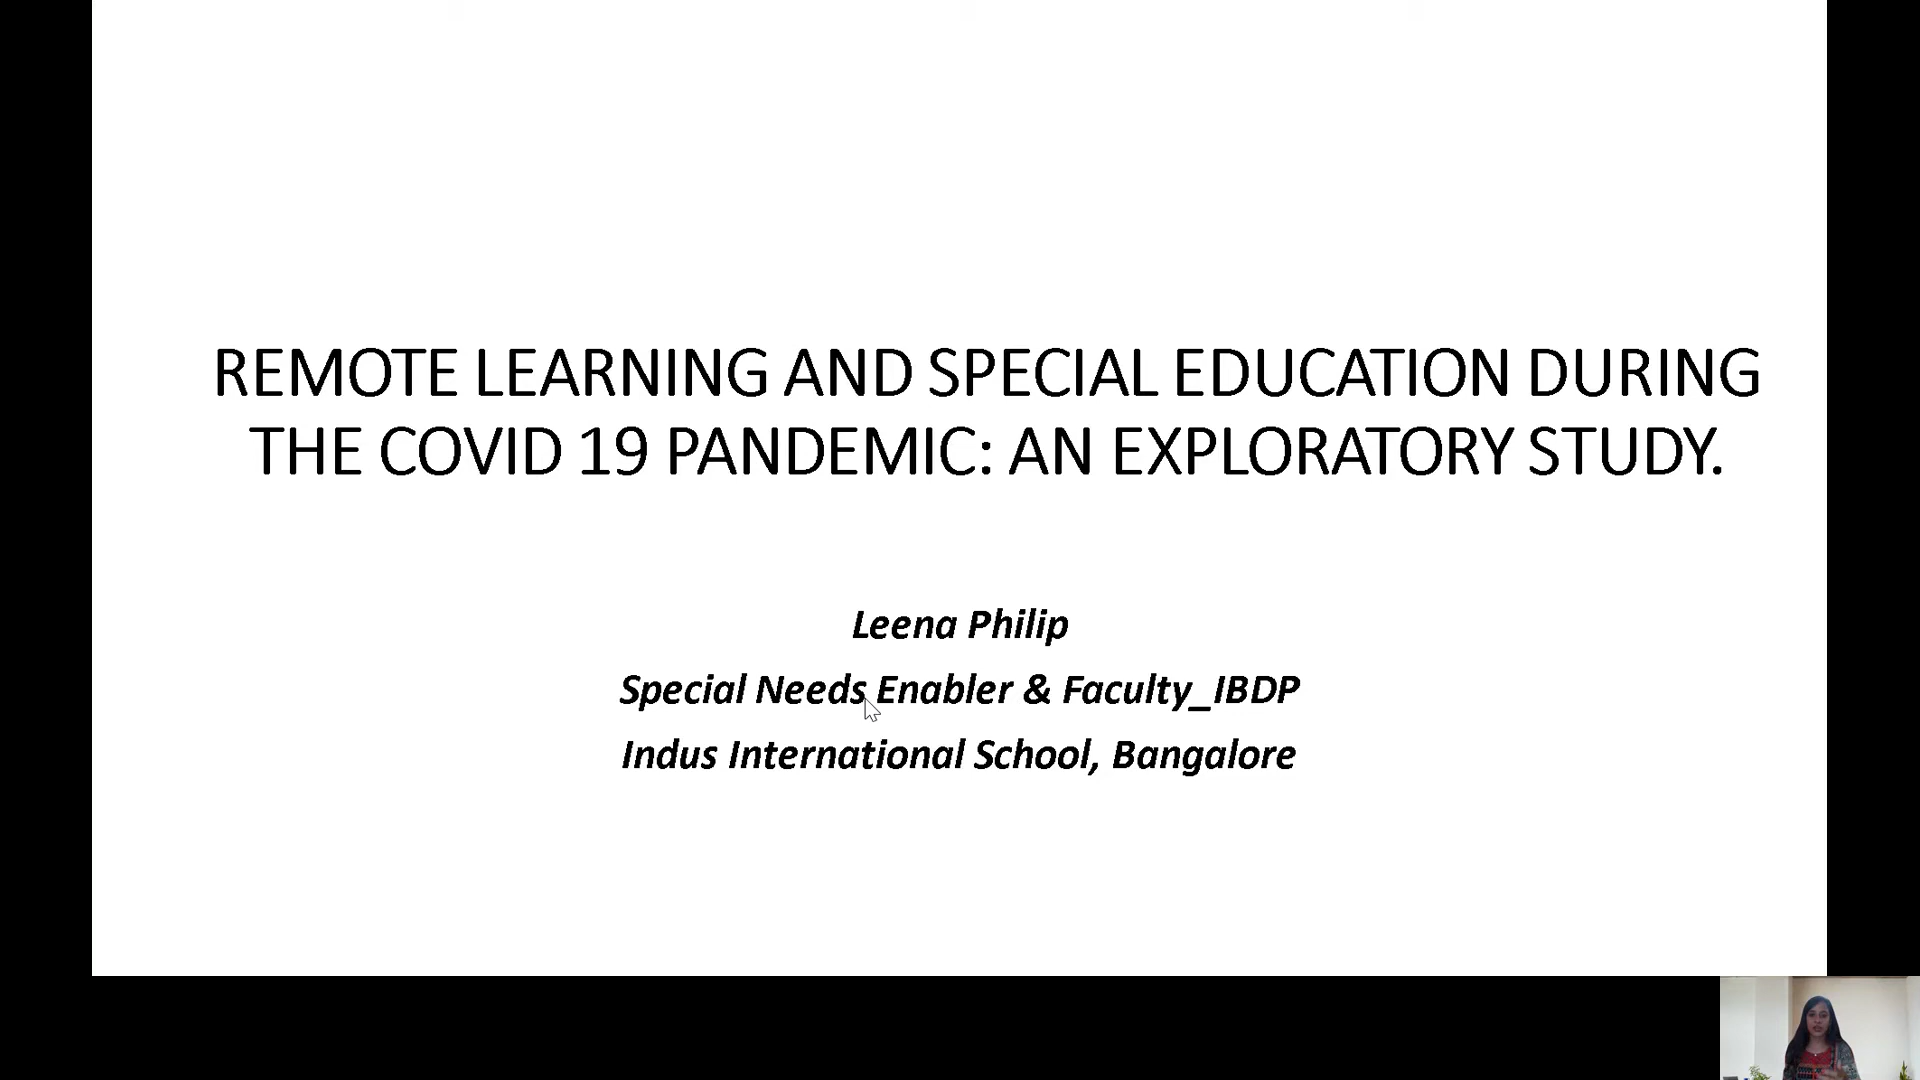 REMOTE LEARNING AND SPECIAL EDUCATION DURING
THE COVID 19 PANDEMIC: AN EXPLORATORY STUDY.
Leena Philip
Special Needs Enabler & Faculty_IBDP
Indus International School, Bangalore